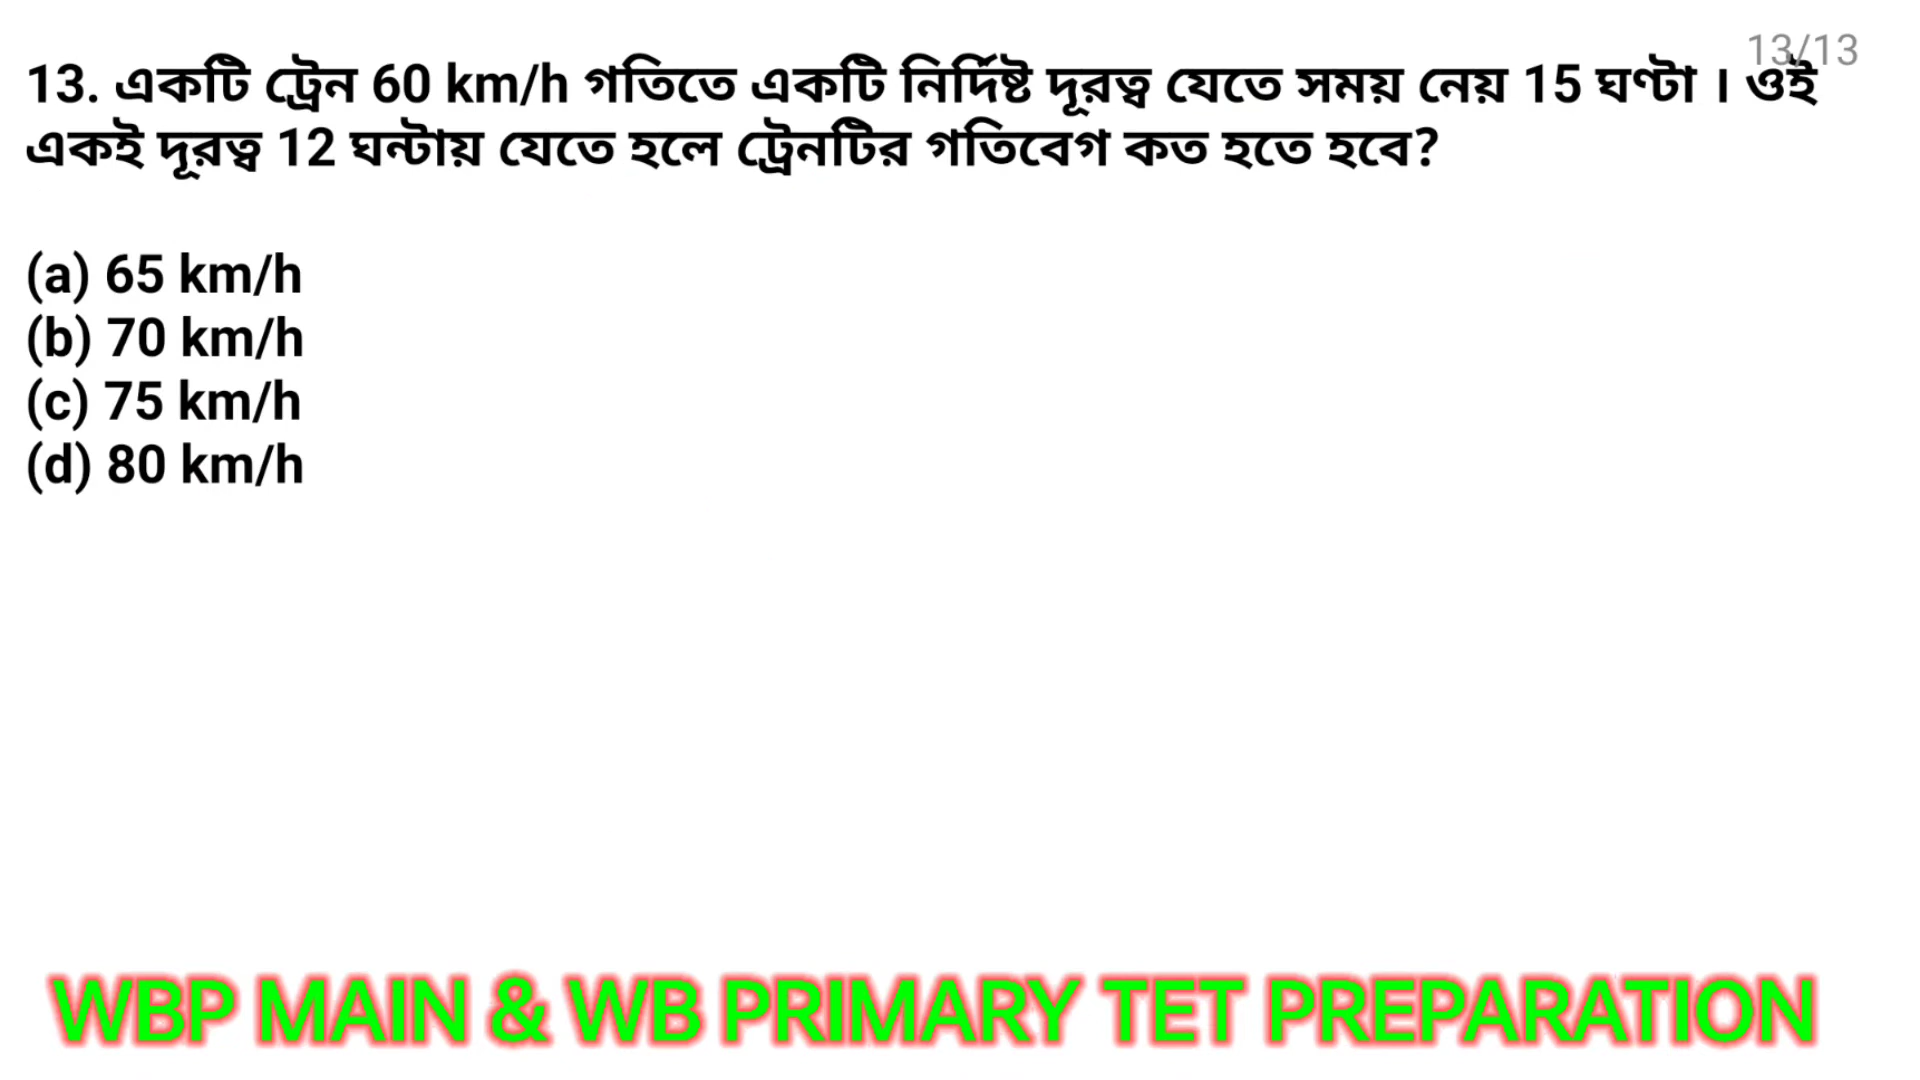 13/13
13. একটি ট্রেন 60 km/h গতিতে একটি নির্দিষ্ট দূরত্ব যেতে সময় নেয় 15 ঘণ্টা । ওই
একই দূরত্ব 12 ঘন্টায় যেতে হলে ট্রেনটির গতিবেগ কত হতে হবে?
(a) 65 km/h
(b) 70 km/h
(c) 75 km/h
(d) 80 km/h
WBP MAIN & WB PRIMARY TET PREPARATION